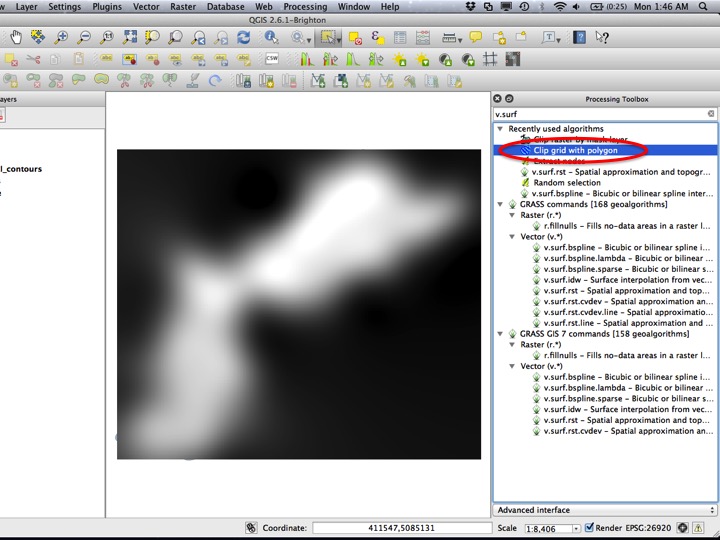 Layer Settings Plugins Vector Raster Database Web Processing Window Help (0:25) Mon 1:46 AM
QGIS 2.6.1-Brighton
CSW
ayers
Processing Toolbox
v.surf
Recently used algorithms
Clip raster by mask layer
Clip grid with polygon
Extract nodes
l_contours
v.surf.rst - Spatial approximation and topogr...
Random selection
v.surf.bspline - Bicubic or bilinear spline inter...
GRASS commands [168 geoalgorithms]
Raster (r.*)
r.fillnulls - Fills no-data areas in a raster l...
Vector (v.*)
v.surf.bspline - Bicubic or bilinear spline i...
v.surf.bspline.lambda - Bicubic or bilinear ...
v.surf.bspline.sparse - Bicubic or bilinear s...
v.surf.idw - Surface interpolation from vec...
v.surf.rst - Spatial approximation and top...
v.surf.rst.cvdev - Spatial approximation an...
v.surf.rst.cvdev.line - Spatial approximatio...
v.surf.rst.line - Spatial approximation and ...
GRASS GIS 7 commands [158 geoalgorithms]
Raster (r.*)
r.fillnulls - Fills no-data areas in a raster l...
Vector (v.*)
v.surf.bspline - Bicubic or bilinear spline i...
v.surf.bspline.lambda - Bicubic or bilinear ...
v.surf.bspline.sparse - Bicubic or bilinear s...
v.surf.idw - Surface interpolation from vec...
v.surf.rst - Spatial approximation and top...
v.surf.rst.cvdev - Spatial approximation an...
Advanced interface
Coordinate: 411547,5085131 Scale 1:8,406 Render EPSG:26920